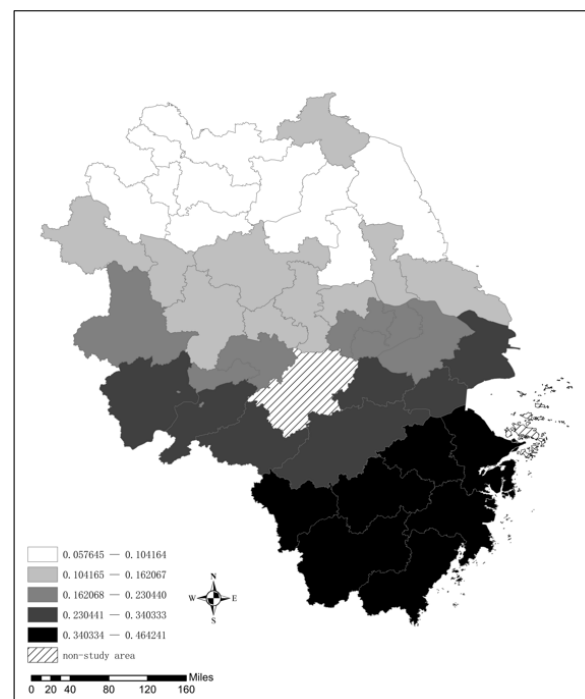 0.057645 — 0.104164
0.104165 — 0.162067
0.162068 — 0.230440
0.230441 — 0.340333
0.340334 — 0.464241
non-study area
N
W E
S
Miles
0 20 40 80 120 160